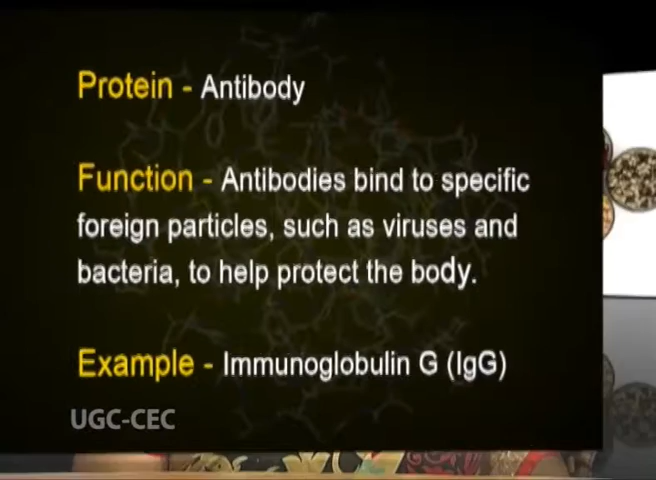 Protein - Antibody
Function - Antibodies bind to specific
foreign particles, such as viruses and
bacteria, to help protect the body.
Example - Immunoglobulin G (IgG)
UGC-CEC